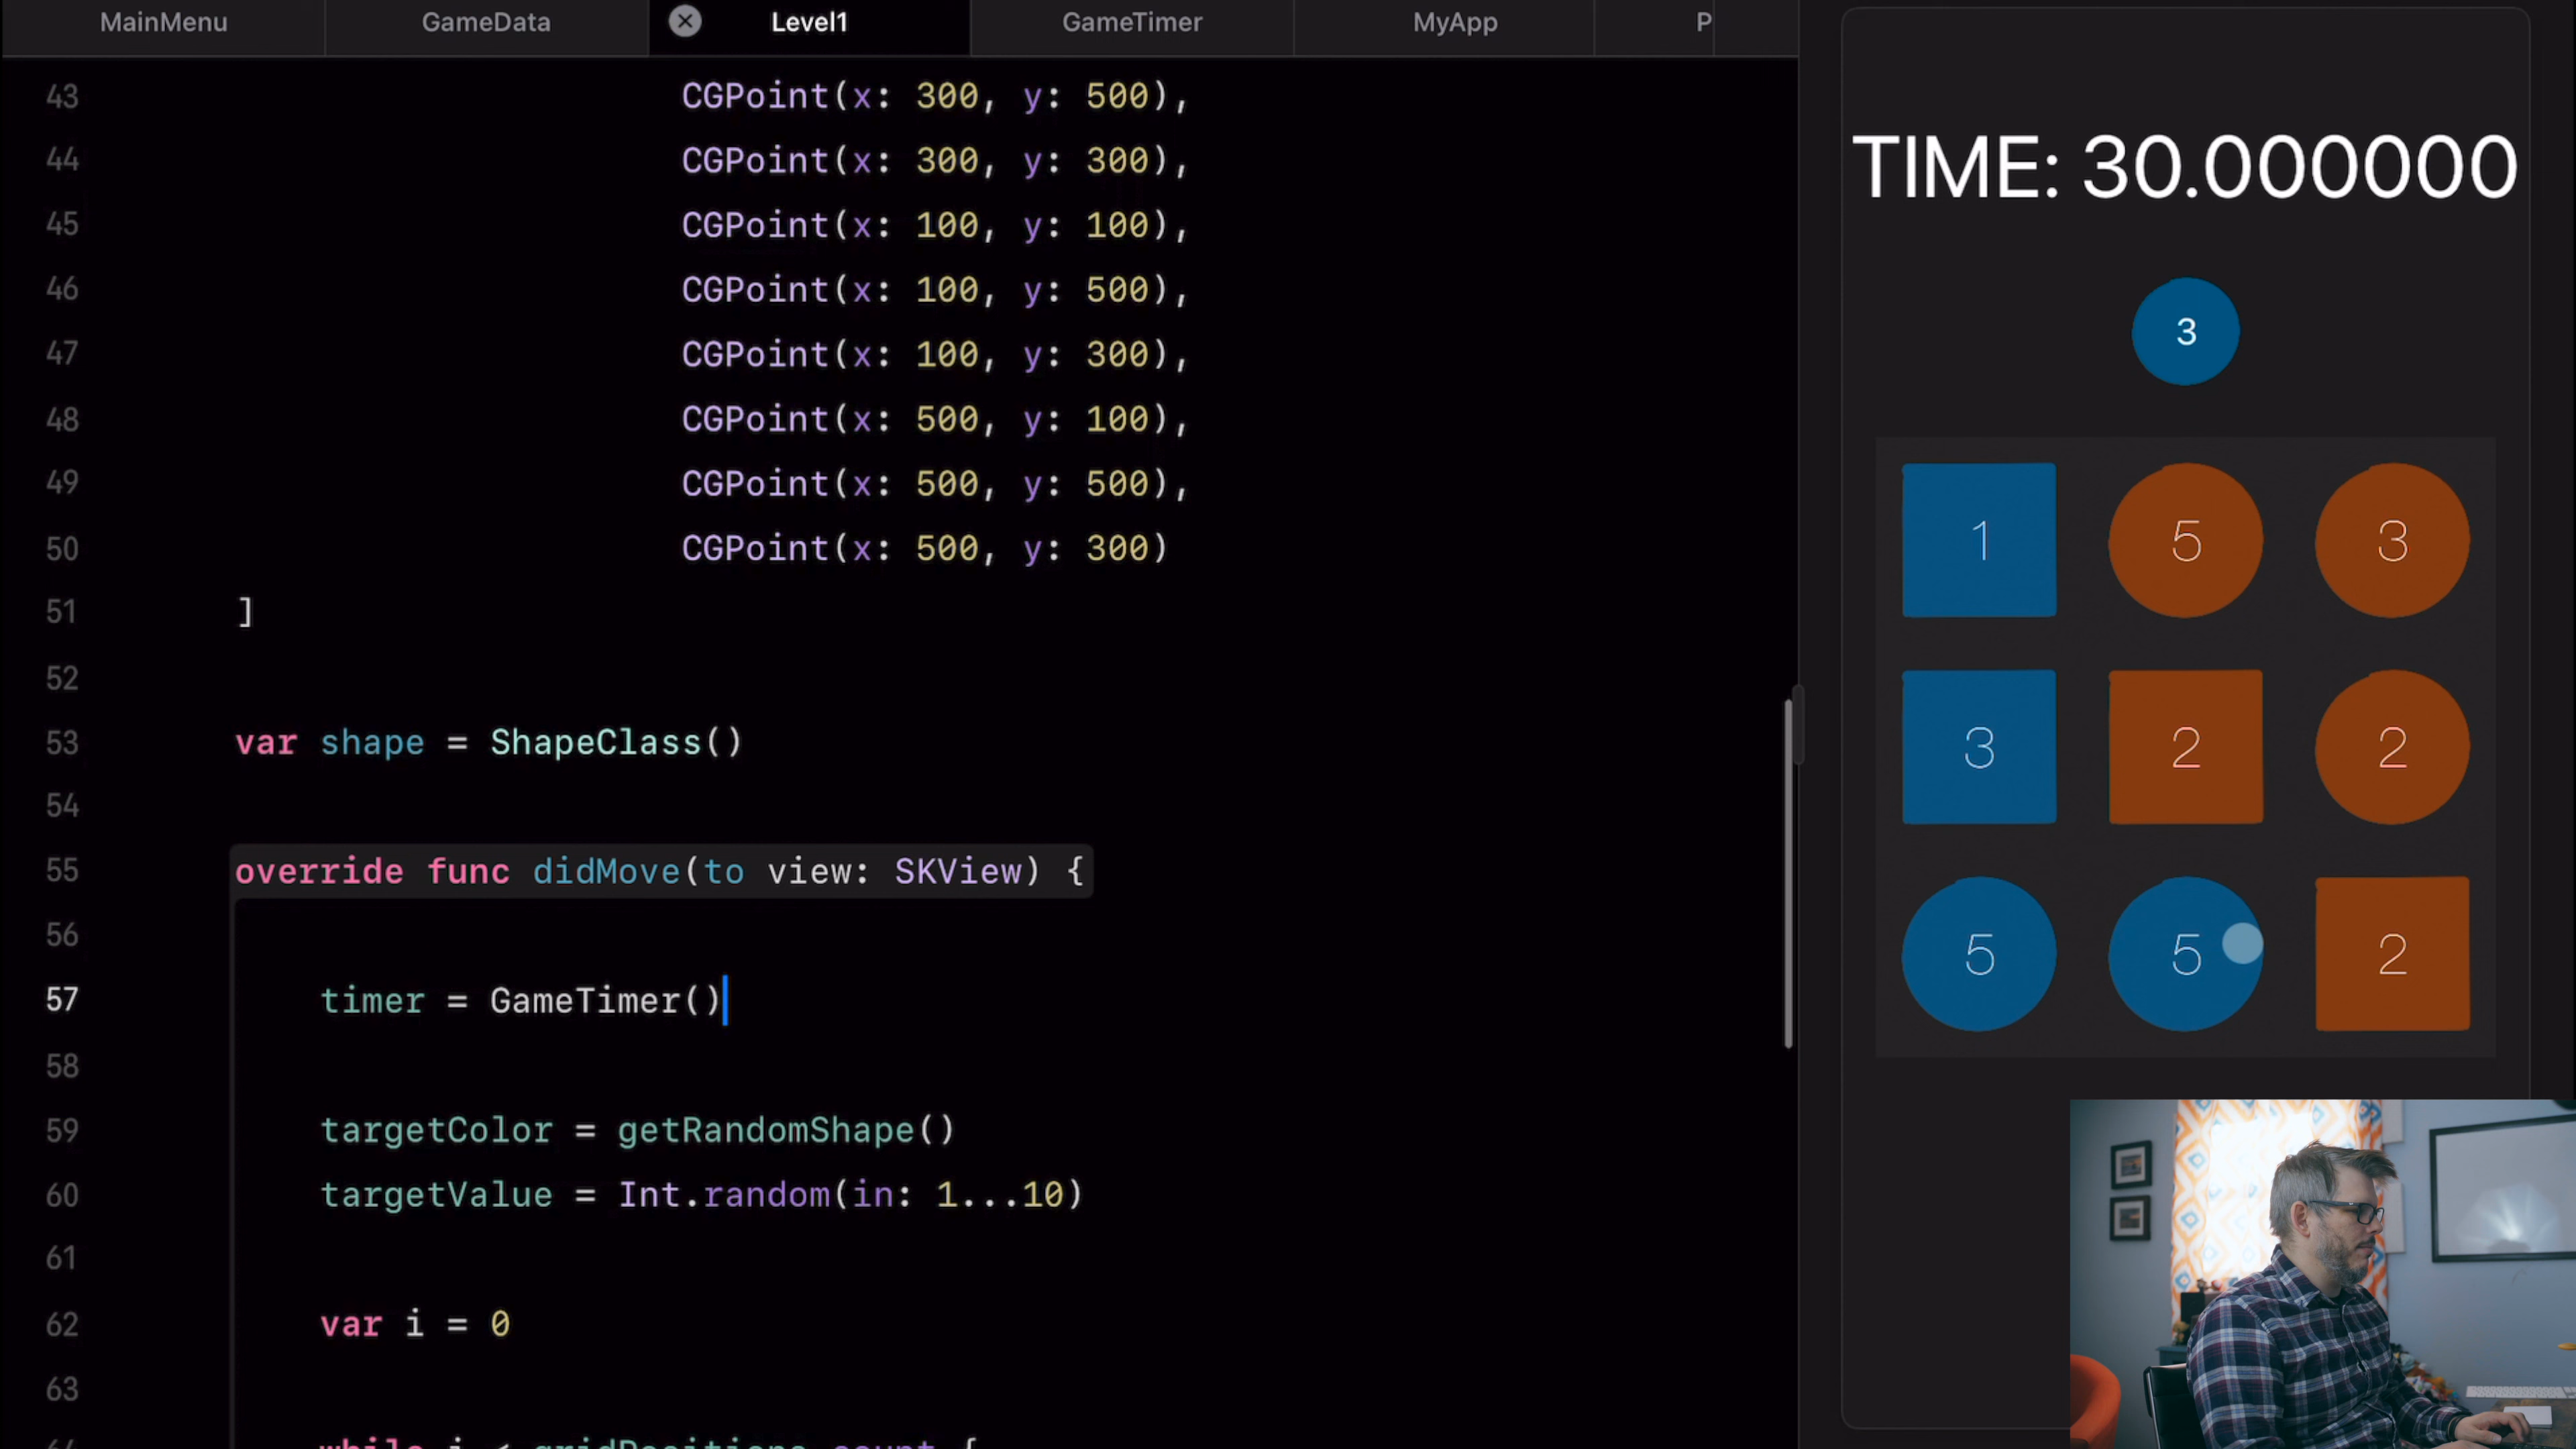 MainMenu GameData Level1 GameTimer MyApp P
43 CGPoint(x: 300, y: 500),
44 CGPoint(x: 300, y: 300),
45 CGPoint(x: 100, y: 100),
46 CGPoint(x: 100, y: 500),
47 CGPoint(x: 100, y: 300),
48 CGPoint(x: 500, y: 100),
49 CGPoint(x: 500, y: 500),
50 CGPoint(x: 500, y: 300)
51 ]
52
53 var shape = ShapeClass()
54
55 override func didMove(to view: SKView) {
56
57 timer = GameTimer()
58
59 targetColor = getRandomShape()
60 targetValue = Int.random(in: 1...10)
61
62 var i = 0
63
64 while i < gridPositions.count {
TIME: 30.000000
3
1 5 3
3 2 2
5 5 2